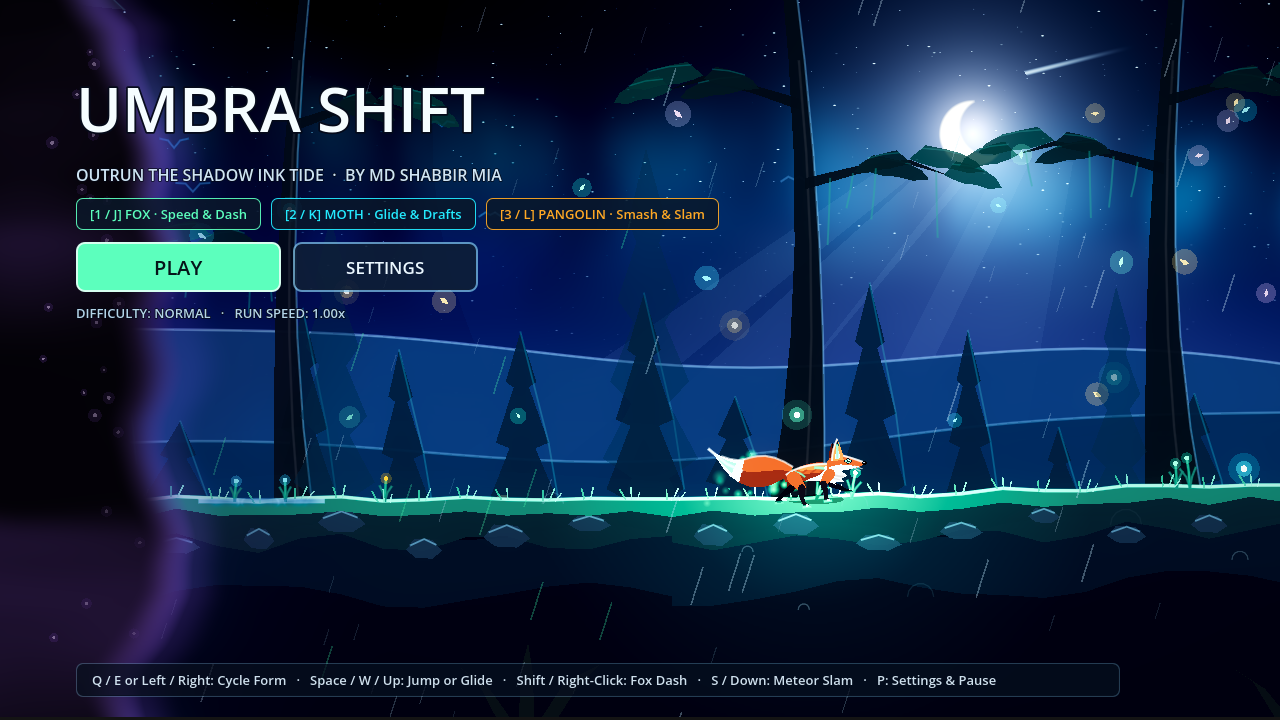 UMBRA SHIFT
OUTRUN THE SHADOW INK TIDE · BY MD SHABBIR MIA
[1 / J] FOX · Speed & Dash [2 / K] MOTH · Glide & Drafts [3 / L] PANGOLIN · Smash & Slam
PLAY SETTINGS
DIFFICULTY: NORMAL · RUN SPEED: 1.00x
Q / E or Left / Right: Cycle Form · Space / W / Up: Jump or Glide · Shift / Right-Click: Fox Dash · S / Down: Meteor Slam · P: Settings & Pause